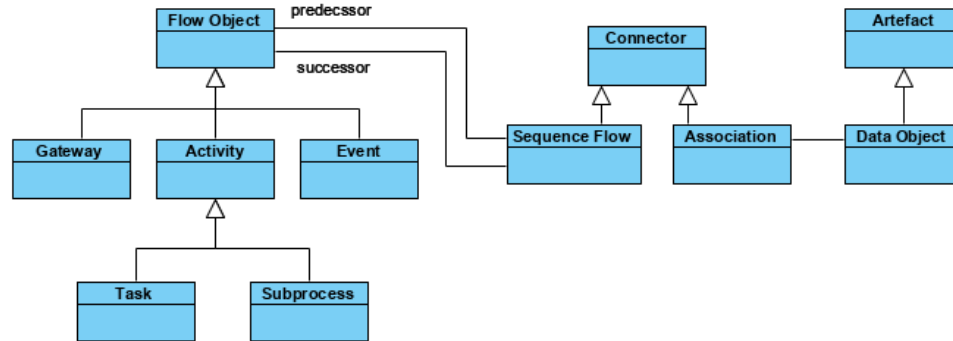 Flow Object
predecssor
successor
Connector
Artefact
Gateway
Activity
Event
Sequence Flow
Association
Data Object
Task
Subprocess